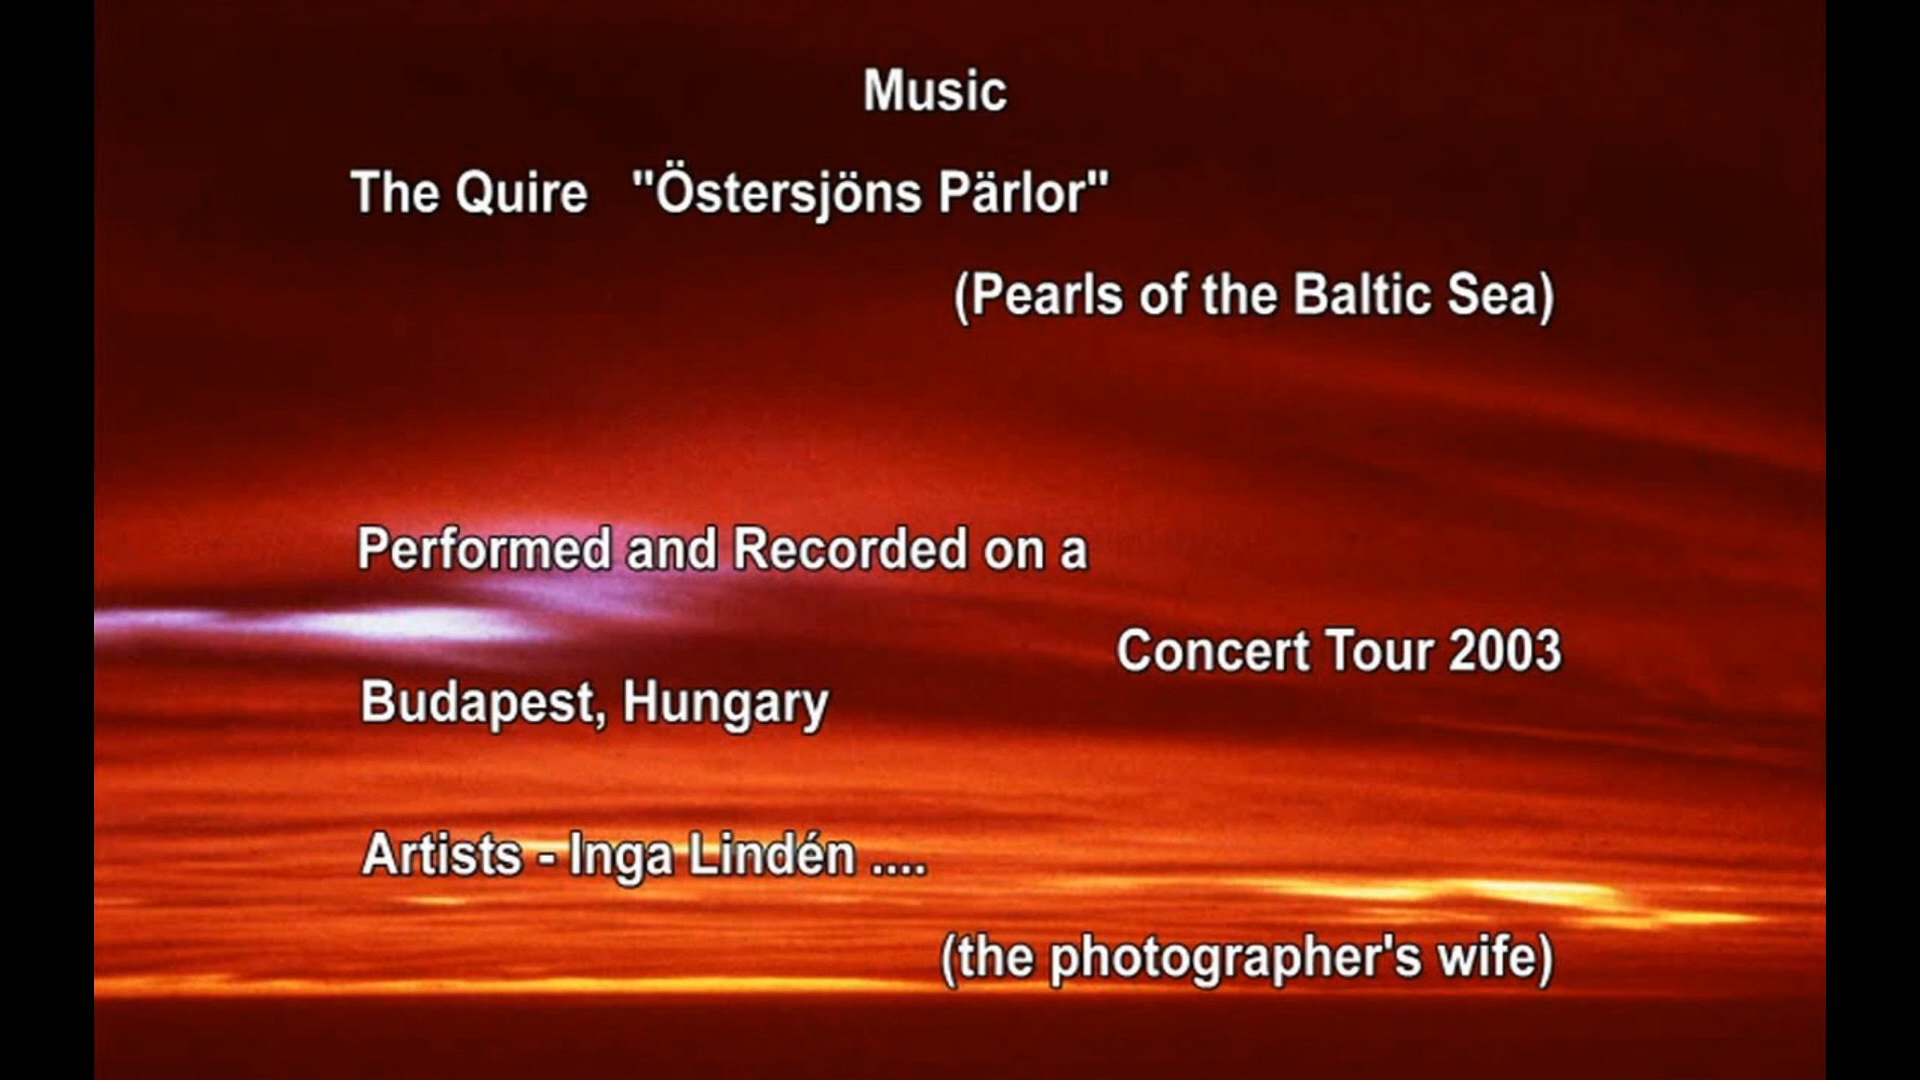 Music
The Quire "Östersjöns Pärlor"
(Pearls of the Baltic Sea)
Performed and Recorded on a
Concert Tour 2003
Budapest, Hungary
Artists - Inga Lindén ....
(the photographer's wife)